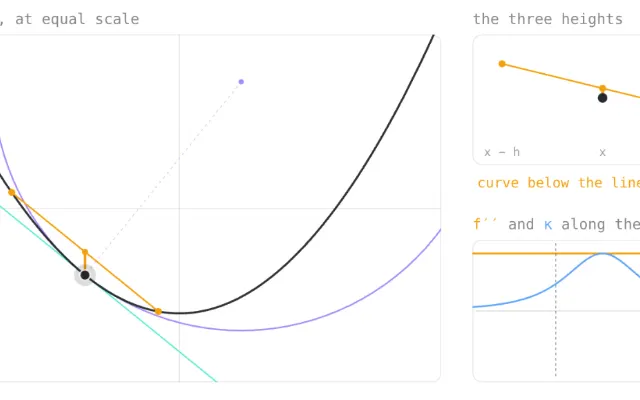 , at equal scale
the three heights
x − h
x
curve below the line
f′′ and κ along the